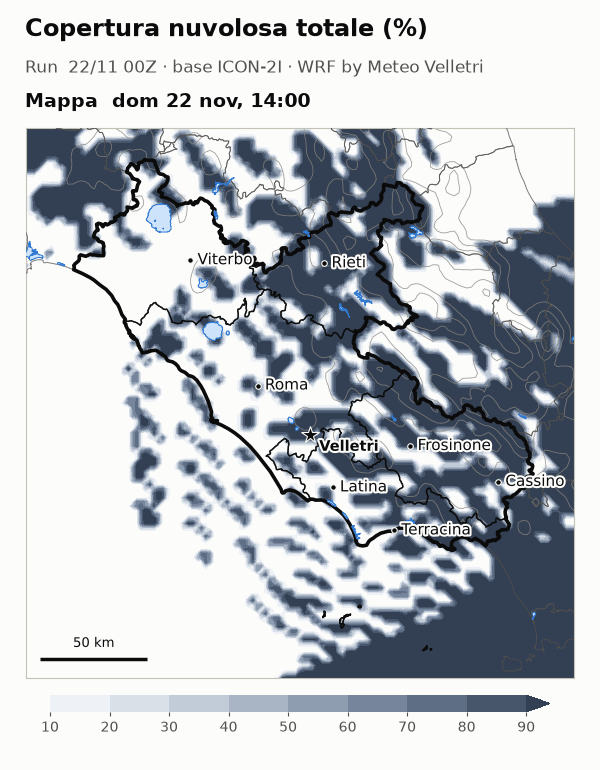 Copertura nuvolosa totale (%)
Run  22/11 00Z · base ICON-2I · WRF by Meteo Velletri
Mappa  dom 22 nov, 14:00
Viterbo
Rieti
Roma
Velletri
Frosinone
Latina
Cassino
Terracina
50 km
10 20 30 40 50 60 70 80 90